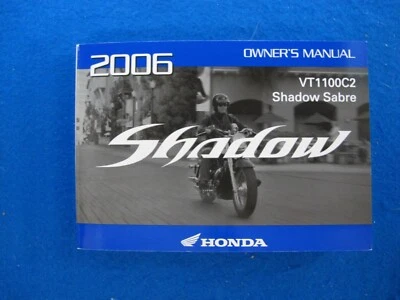 2006
OWNER'S MANUAL
VT1100C2
Shadow Sabre
Shadow
HONDA